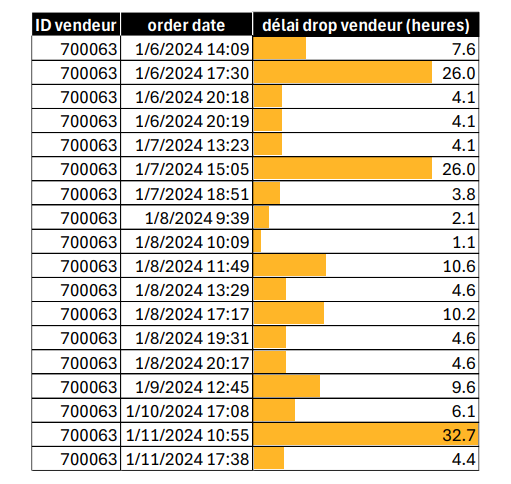 ID vendeur order date délai drop vendeur (heures)
700063 1/6/2024 14:09 7.6
700063 1/6/2024 17:30 26.0
700063 1/6/2024 20:18 4.1
700063 1/6/2024 20:19 4.1
700063 1/7/2024 13:23 4.1
700063 1/7/2024 15:05 26.0
700063 1/7/2024 18:51 3.8
700063 1/8/2024 9:39 2.1
700063 1/8/2024 10:09 1.1
700063 1/8/2024 11:49 10.6
700063 1/8/2024 13:29 4.6
700063 1/8/2024 17:17 10.2
700063 1/8/2024 19:31 4.6
700063 1/8/2024 20:17 4.6
700063 1/9/2024 12:45 9.6
700063 1/10/2024 17:08 6.1
700063 1/11/2024 10:55 32.7
700063 1/11/2024 17:38 4.4